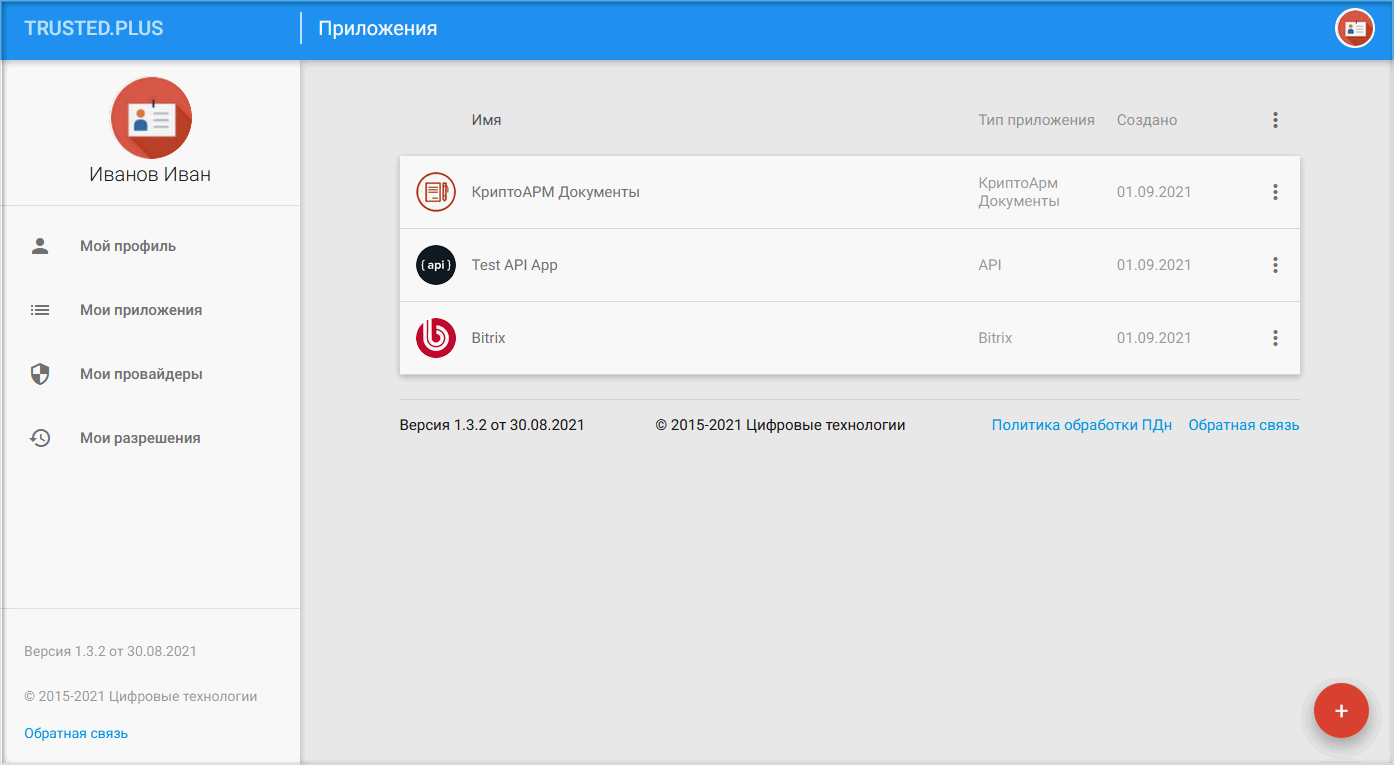 TRUSTED.PLUS
Приложения
Иванов Иван
Мой профиль
Мои приложения
Мои провайдеры
Мои разрешения
Версия 1.3.2 от 30.08.2021
© 2015-2021 Цифровые технологии
Обратная связь
Имя Тип приложения Создано
КриптоАРМ Документы КриптоАрм Документы 01.09.2021
{api} Test API App API 01.09.2021
Bitrix Bitrix 01.09.2021
Версия 1.3.2 от 30.08.2021 © 2015-2021 Цифровые технологии Политика обработки ПДн Обратная связь
+